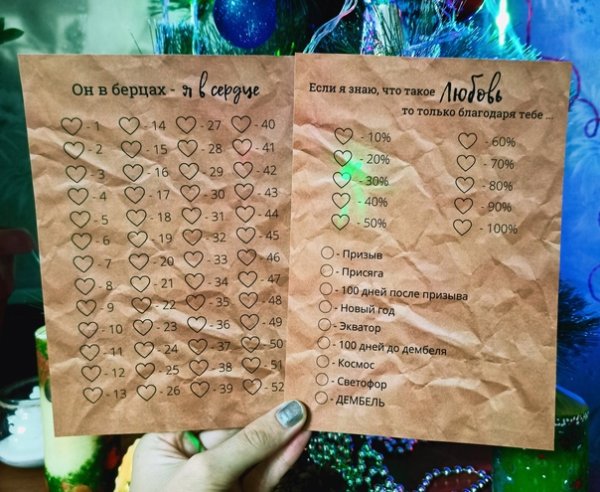 Он в берцах - я в сердце
- 1 - 14 - 27 - 40
- 2 - 15 - 28 - 41
- 3 - 16 - 29 - 42
- 4 - 17 - 30 - 43
- 5 - 18 - 31 - 44
- 6 - 19 - 32 - 45
- 7 - 20 - 33 - 46
- 8 - 21 - 34 - 47
- 9 - 22 - 35 - 48
- 10 - 23 - 36 - 49
- 11 - 24 - 37 - 50
- 12 - 25 - 38 - 51
- 13 - 26 - 39 - 52
Если я знаю, что такое Любовь
то только благодаря тебе ...
- 10% - 60%
- 20% - 70%
- 30% - 80%
- 40% - 90%
- 50% - 100%
- Призыв
- Присяга
- 100 дней после призыва
- Новый год
- Экватор
- 100 дней до дембеля
- Космос
- Светофор
- ДЕМБЕЛЬ